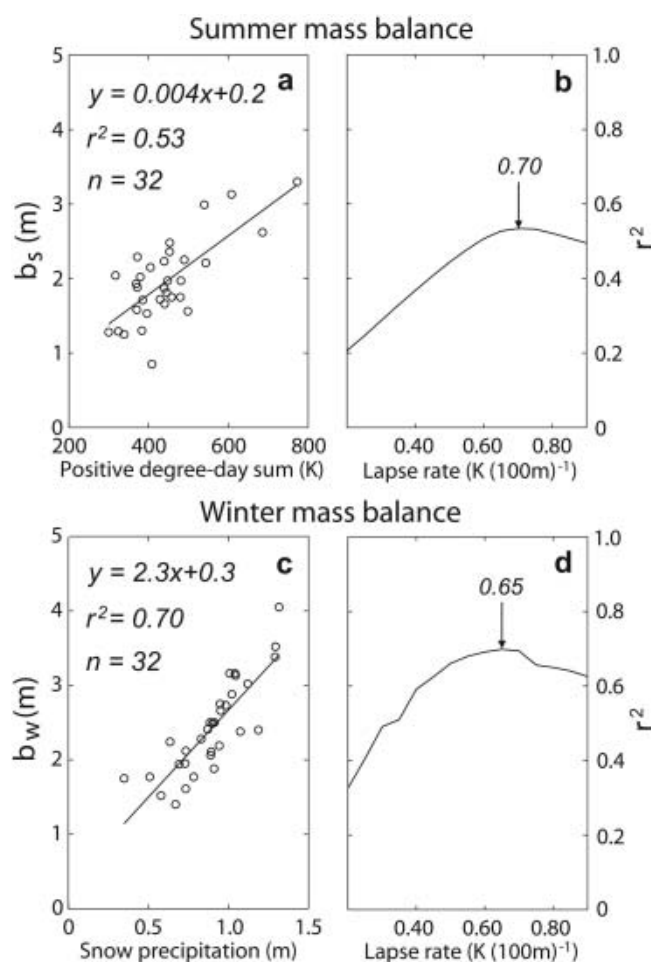 Summer mass balance
a
y = 0.004x+0.2
r² = 0.53
n = 32
5
4
3
2
1
0
bₛ (m)
200 400 600 800
Positive degree-day sum (K)
b
0.70
1.0
0.8
0.6
0.4
0.2
0
r²
0.40 0.60 0.80
Lapse rate (K (100m)⁻¹)
Winter mass balance
c
y = 2.3x+0.3
r² = 0.70
n = 32
5
4
3
2
1
0
b_w (m)
0 0.5 1.0 1.5
Snow precipitation (m)
d
0.65
1.0
0.8
0.6
0.4
0.2
0
r²
0.40 0.60 0.80
Lapse rate (K (100m)⁻¹)